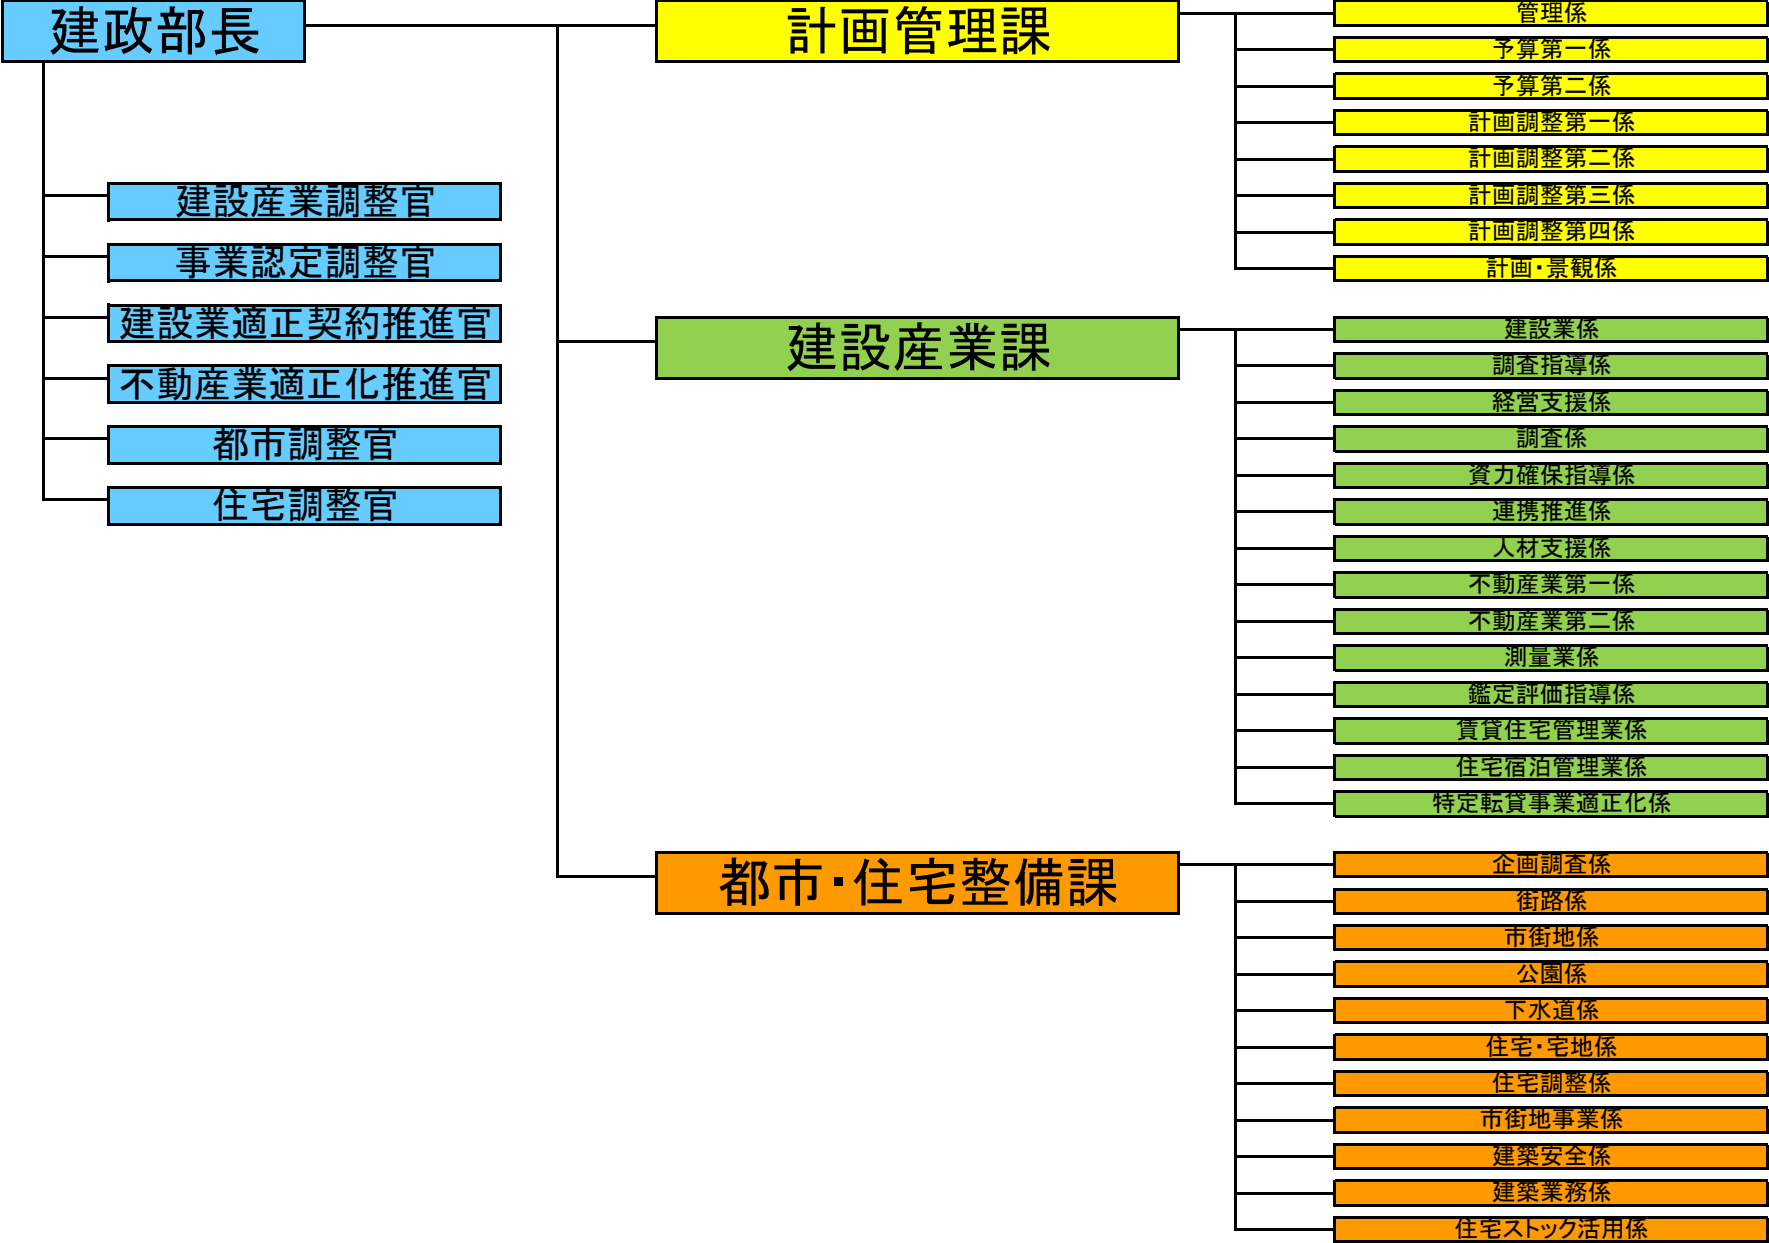 建政部長
建設産業調整官
事業認定調整官
建設業適正契約推進官
不動産業適正化推進官
都市調整官
住宅調整官
計画管理課
管理係
予算第一係
予算第二係
計画調整第一係
計画調整第二係
計画調整第三係
計画調整第四係
計画・景観係
建設産業課
建設業係
調査指導係
経営支援係
調査係
資力確保指導係
連携推進係
人材支援係
不動産業第一係
不動産業第二係
測量業係
鑑定評価指導係
賃貸住宅管理業係
住宅宿泊管理業係
特定転貸事業適正化係
都市・住宅整備課
企画調査係
街路係
市街地係
公園係
下水道係
住宅・宅地係
住宅調整係
市街地事業係
建築安全係
建築業務係
住宅ストック活用係